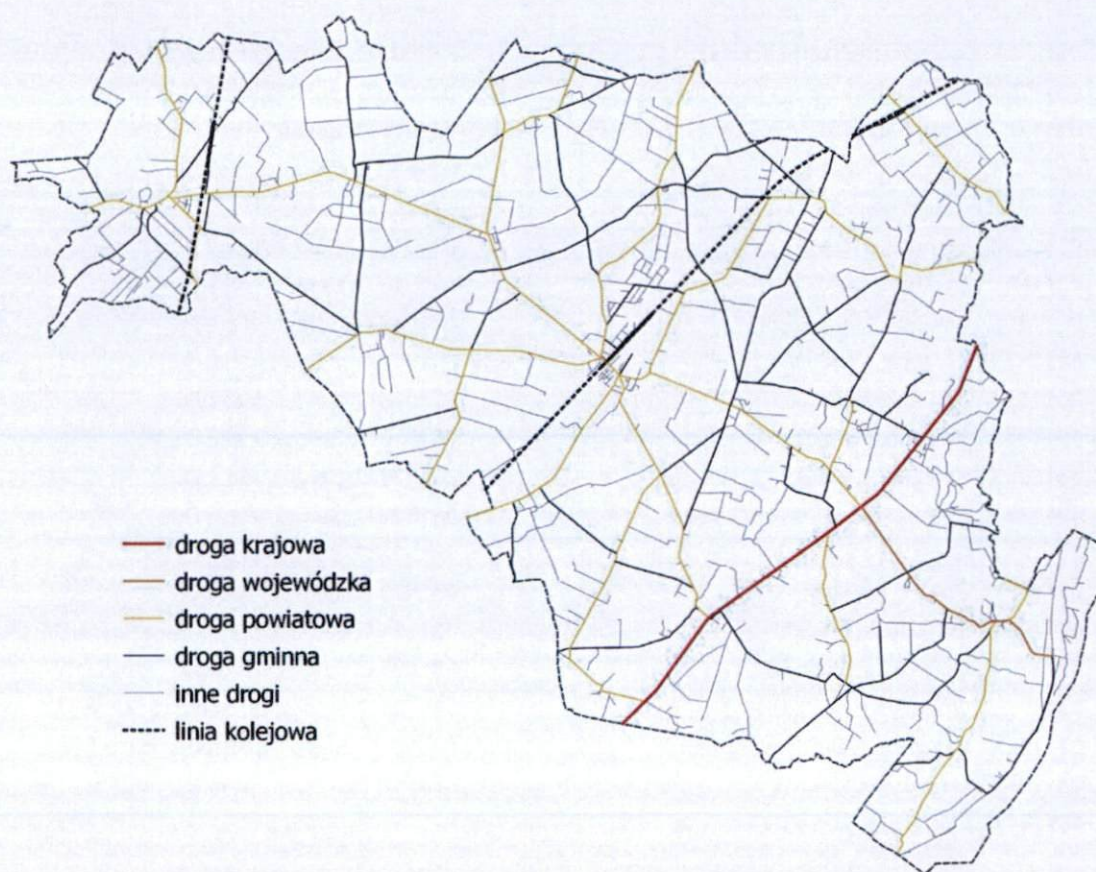 droga krajowa
droga wojewódzka
droga powiatowa
droga gminna
inne drogi
linia kolejowa